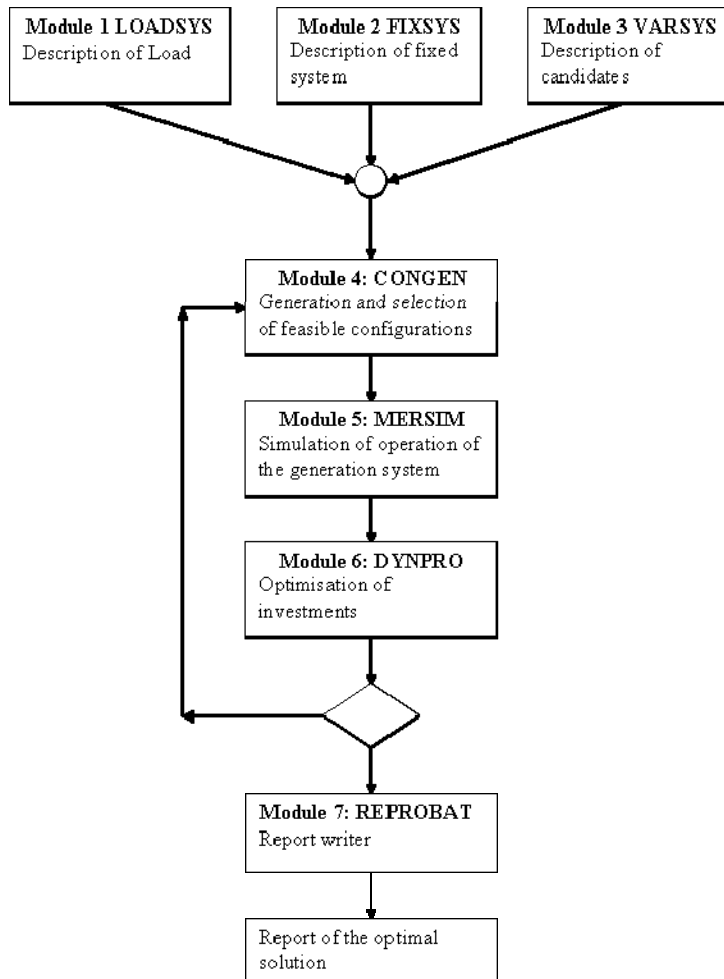 Module 1 LOADSYS
Description of Load
Module 2 FIXSYS
Description of fixed
system
Module 3 VARSYS
Description of
candidates
Module 4: CONGEN
Generation and selection
of feasible configurations
Module 5: MERSIM
Simulation of operation of
the generation system
Module 6: DYNPRO
Optimisation of
investments
Module 7: REPROBAT
Report writer
Report of the optimal
solution